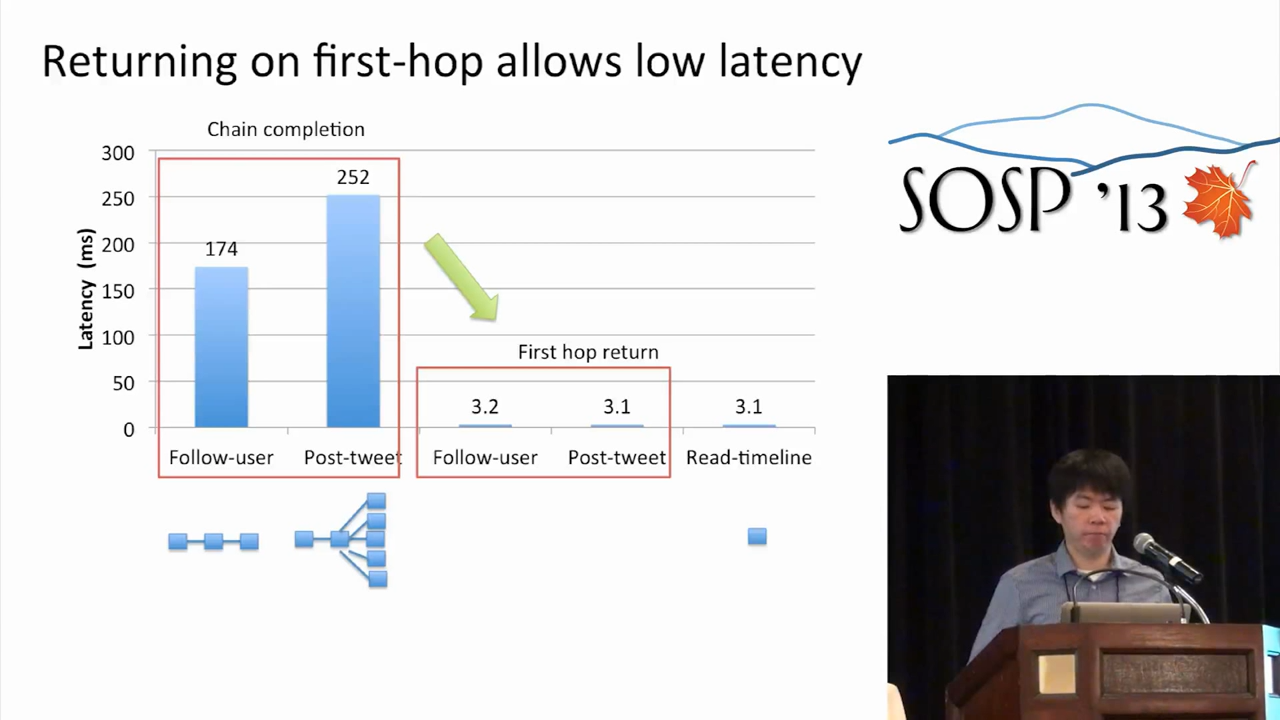 Returning on first-hop allows low latency
Chain completion
300
250
200
150
100
50
0
Latency (ms)
174
252
First hop return
3.2
3.1
3.1
Follow-user
Post-tweet
Follow-user
Post-tweet
Read-timeline
SOSP '13